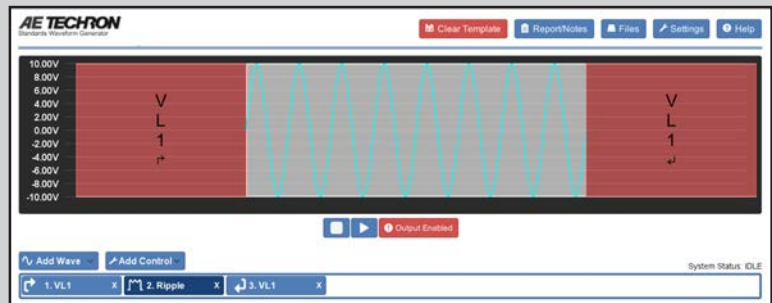 AE TECHRON
Standards Waveform Generator
Clear Template
Report/Notes
Files
Settings
Help
10.00V
8.00V
6.00V
4.00V
2.00V
0.00V
-2.00V
-4.00V
-6.00V
-8.00V
-10.00V
V
L
1
V
L
1
Output Enabled
Add Wave
Add Control
System Status: IDLE
1. VL1 x
2. Ripple x
3. VL1 x